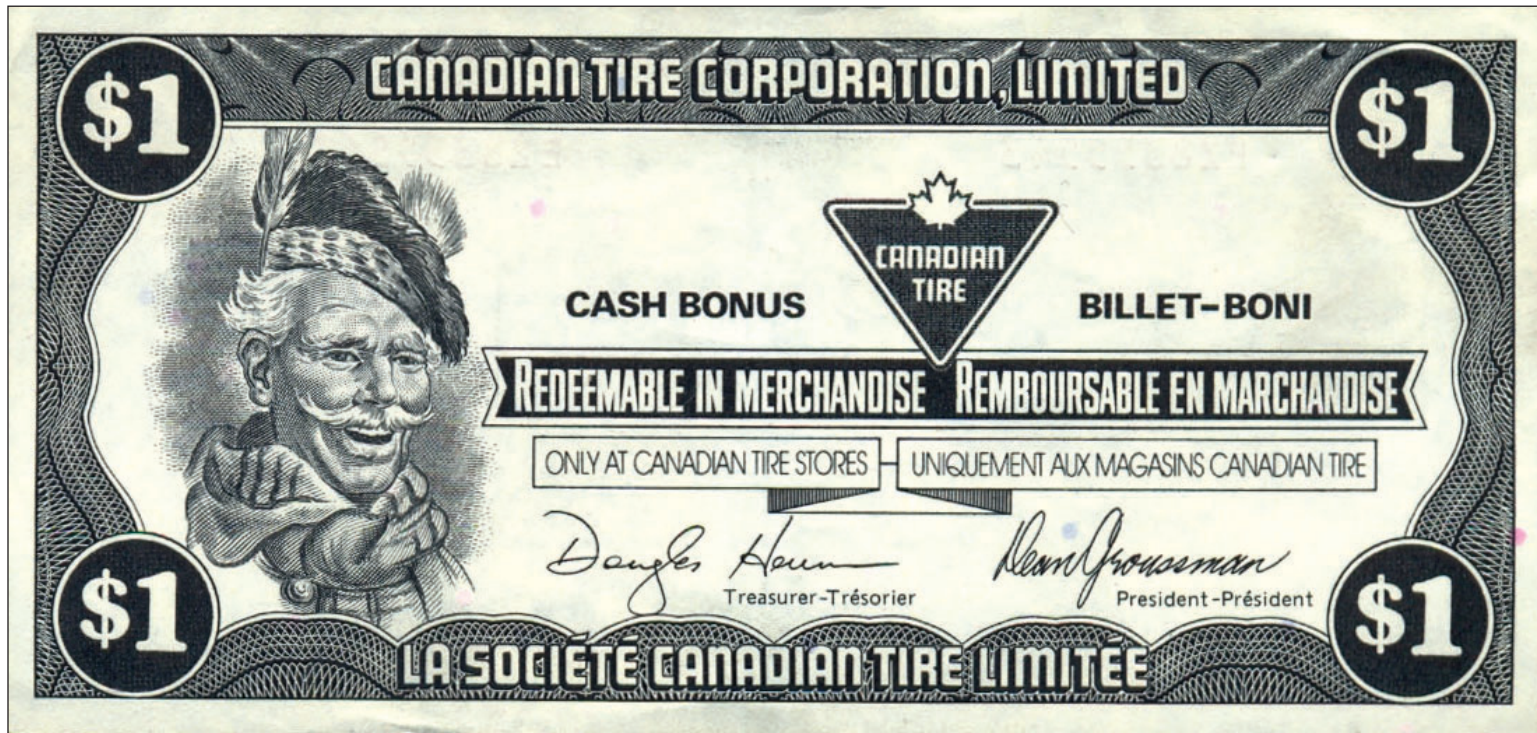 CANADIAN TIRE CORPORATION, LIMITED
$1
$1
CANADIAN
TIRE
CASH BONUS
BILLET-BONI
REDEEMABLE IN MERCHANDISE REMBOURSABLE EN MARCHANDISE
ONLY AT CANADIAN TIRE STORES
UNIQUEMENT AUX MAGASINS CANADIAN TIRE
Dean Groussman
Treasurer-Trésorier
President-Président
$1
$1
LA SOCIÉTÉ CANADIAN TIRE LIMITÉE